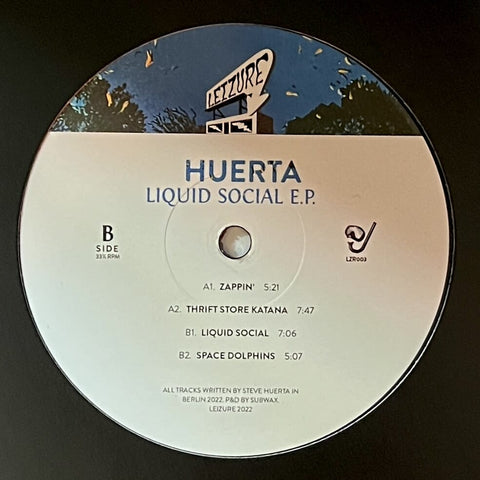 LEIZURE
HUERTA
LIQUID SOCIAL E.P.
B
SIDE
33⅓ RPM
LZR003
A1. ZAPPIN' 5:21
A2. THRIFT STORE KATANA 7:47
B1. LIQUID SOCIAL 7:06
B2. SPACE DOLPHINS 5:07
ALL TRACKS WRITTEN BY STEVE HUERTA IN
BERLIN 2022. P&D BY SUBWAX.
LEIZURE 2022